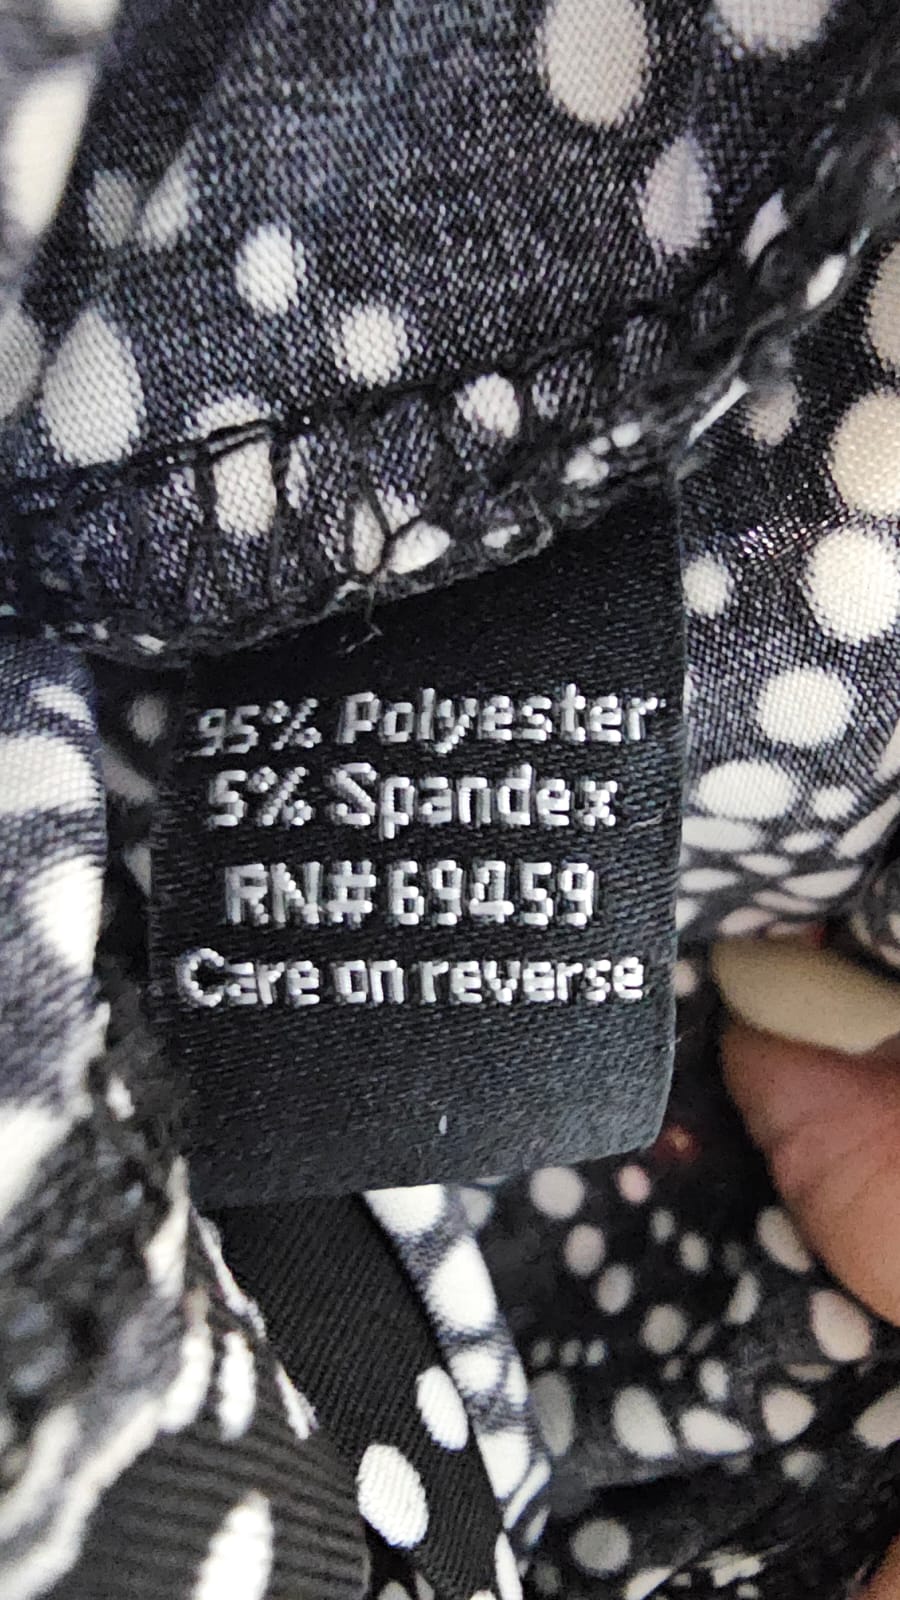 95% Polyester
5% Spandex
RN# 69459
Care on reverse